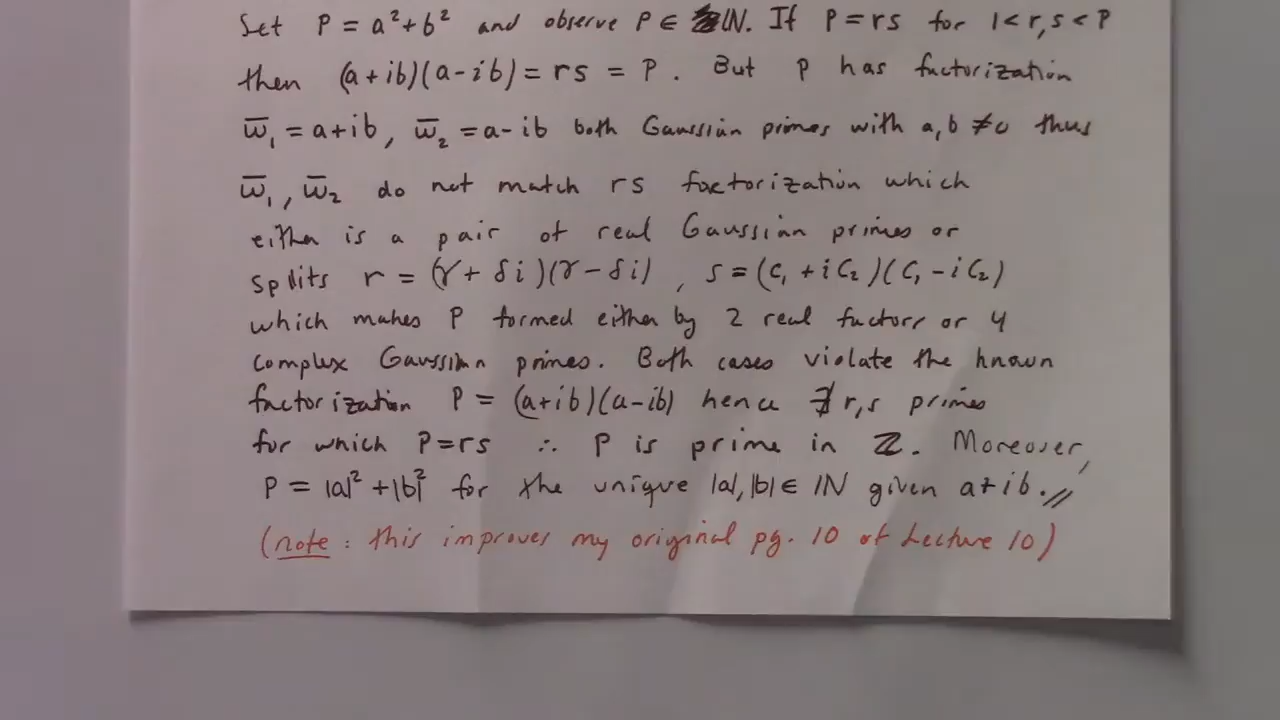 Set P = a² + b² and observe P ∈ ℕ. If P = rs for 1 < r, s < P
then (a + ib)(a - ib) = rs = P. But P has factorization
ϖ₁ = a + ib, ϖ₂ = a - ib both Gaussian primes with a, b ≠ 0 thus
ϖ₁, ϖ₂ do not match rs factorization which
either is a pair of real Gaussian primes or
splits r = (γ + δi)(γ - δi), s = (c₁ + ic₂)(c₁ - ic₂)
which makes P formed either by 2 real factors or 4
complex Gaussian primes. Both cases violate the known
factorization P = (a+ib)(a-ib) hence ∄ r, s primes
for which P = rs ∴ P is prime in ℤ. Moreover,
P = |a|² + |b|² for the unique |a|, |b| ∈ ℕ given a + ib. //
(note : this improves my original pg. 10 of Lecture 10)